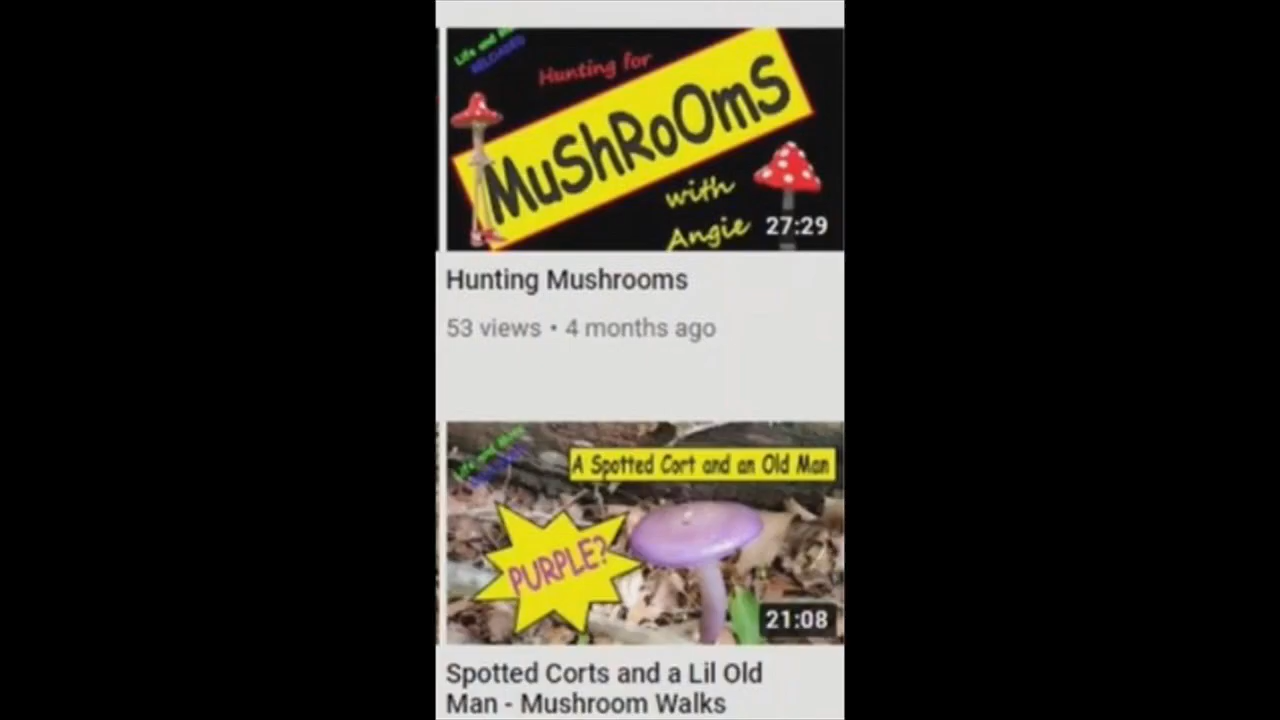 Hunting for
MuShRoOmS
with
Angie
27:29
Hunting Mushrooms
53 views • 4 months ago
A Spotted Cort and an Old Man
PURPLE?
21:08
Spotted Corts and a Lil Old
Man - Mushroom Walks